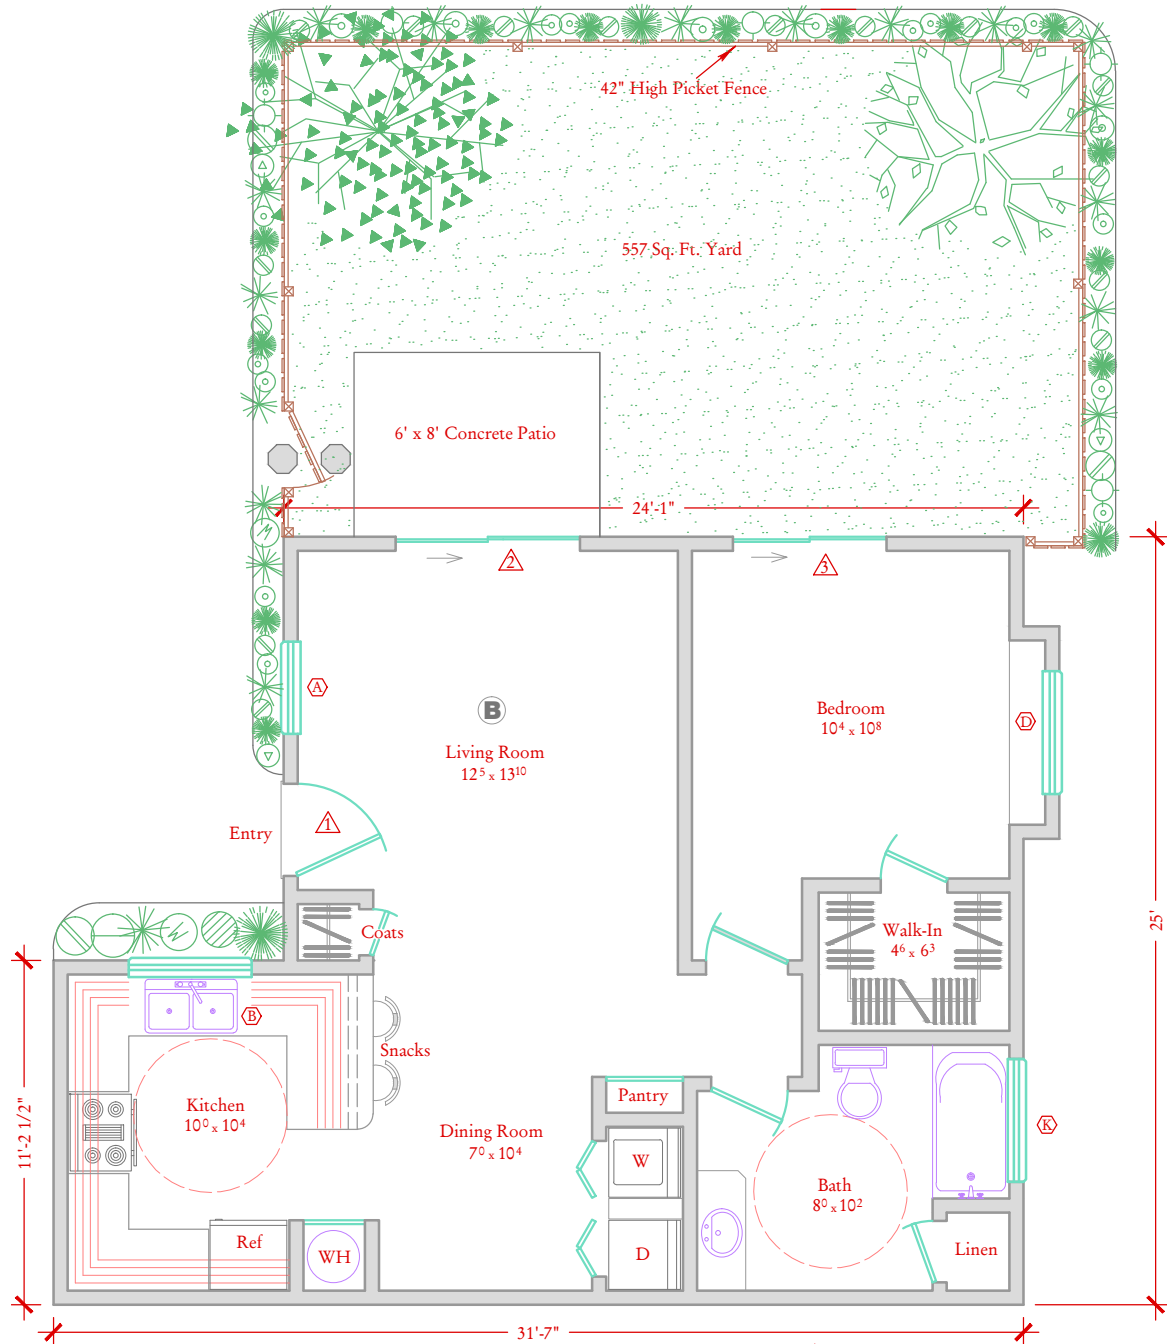 42" High Picket Fence
557 Sq. Ft. Yard
6' x 8' Concrete Patio
24'-1"
2
3
A
B
Living Room
12⁵ x 13¹⁰
Bedroom
10⁴ x 10⁸
D
1
Entry
Coats
Walk-In
4⁶ x 6³
25'
B
Snacks
Kitchen
10⁰ x 10⁴
11'-2 1/2"
Pantry
K
Dining Room
7⁰ x 10⁴
W
Bath
8⁰ x 10²
Ref
WH
D
Linen
31'-7"